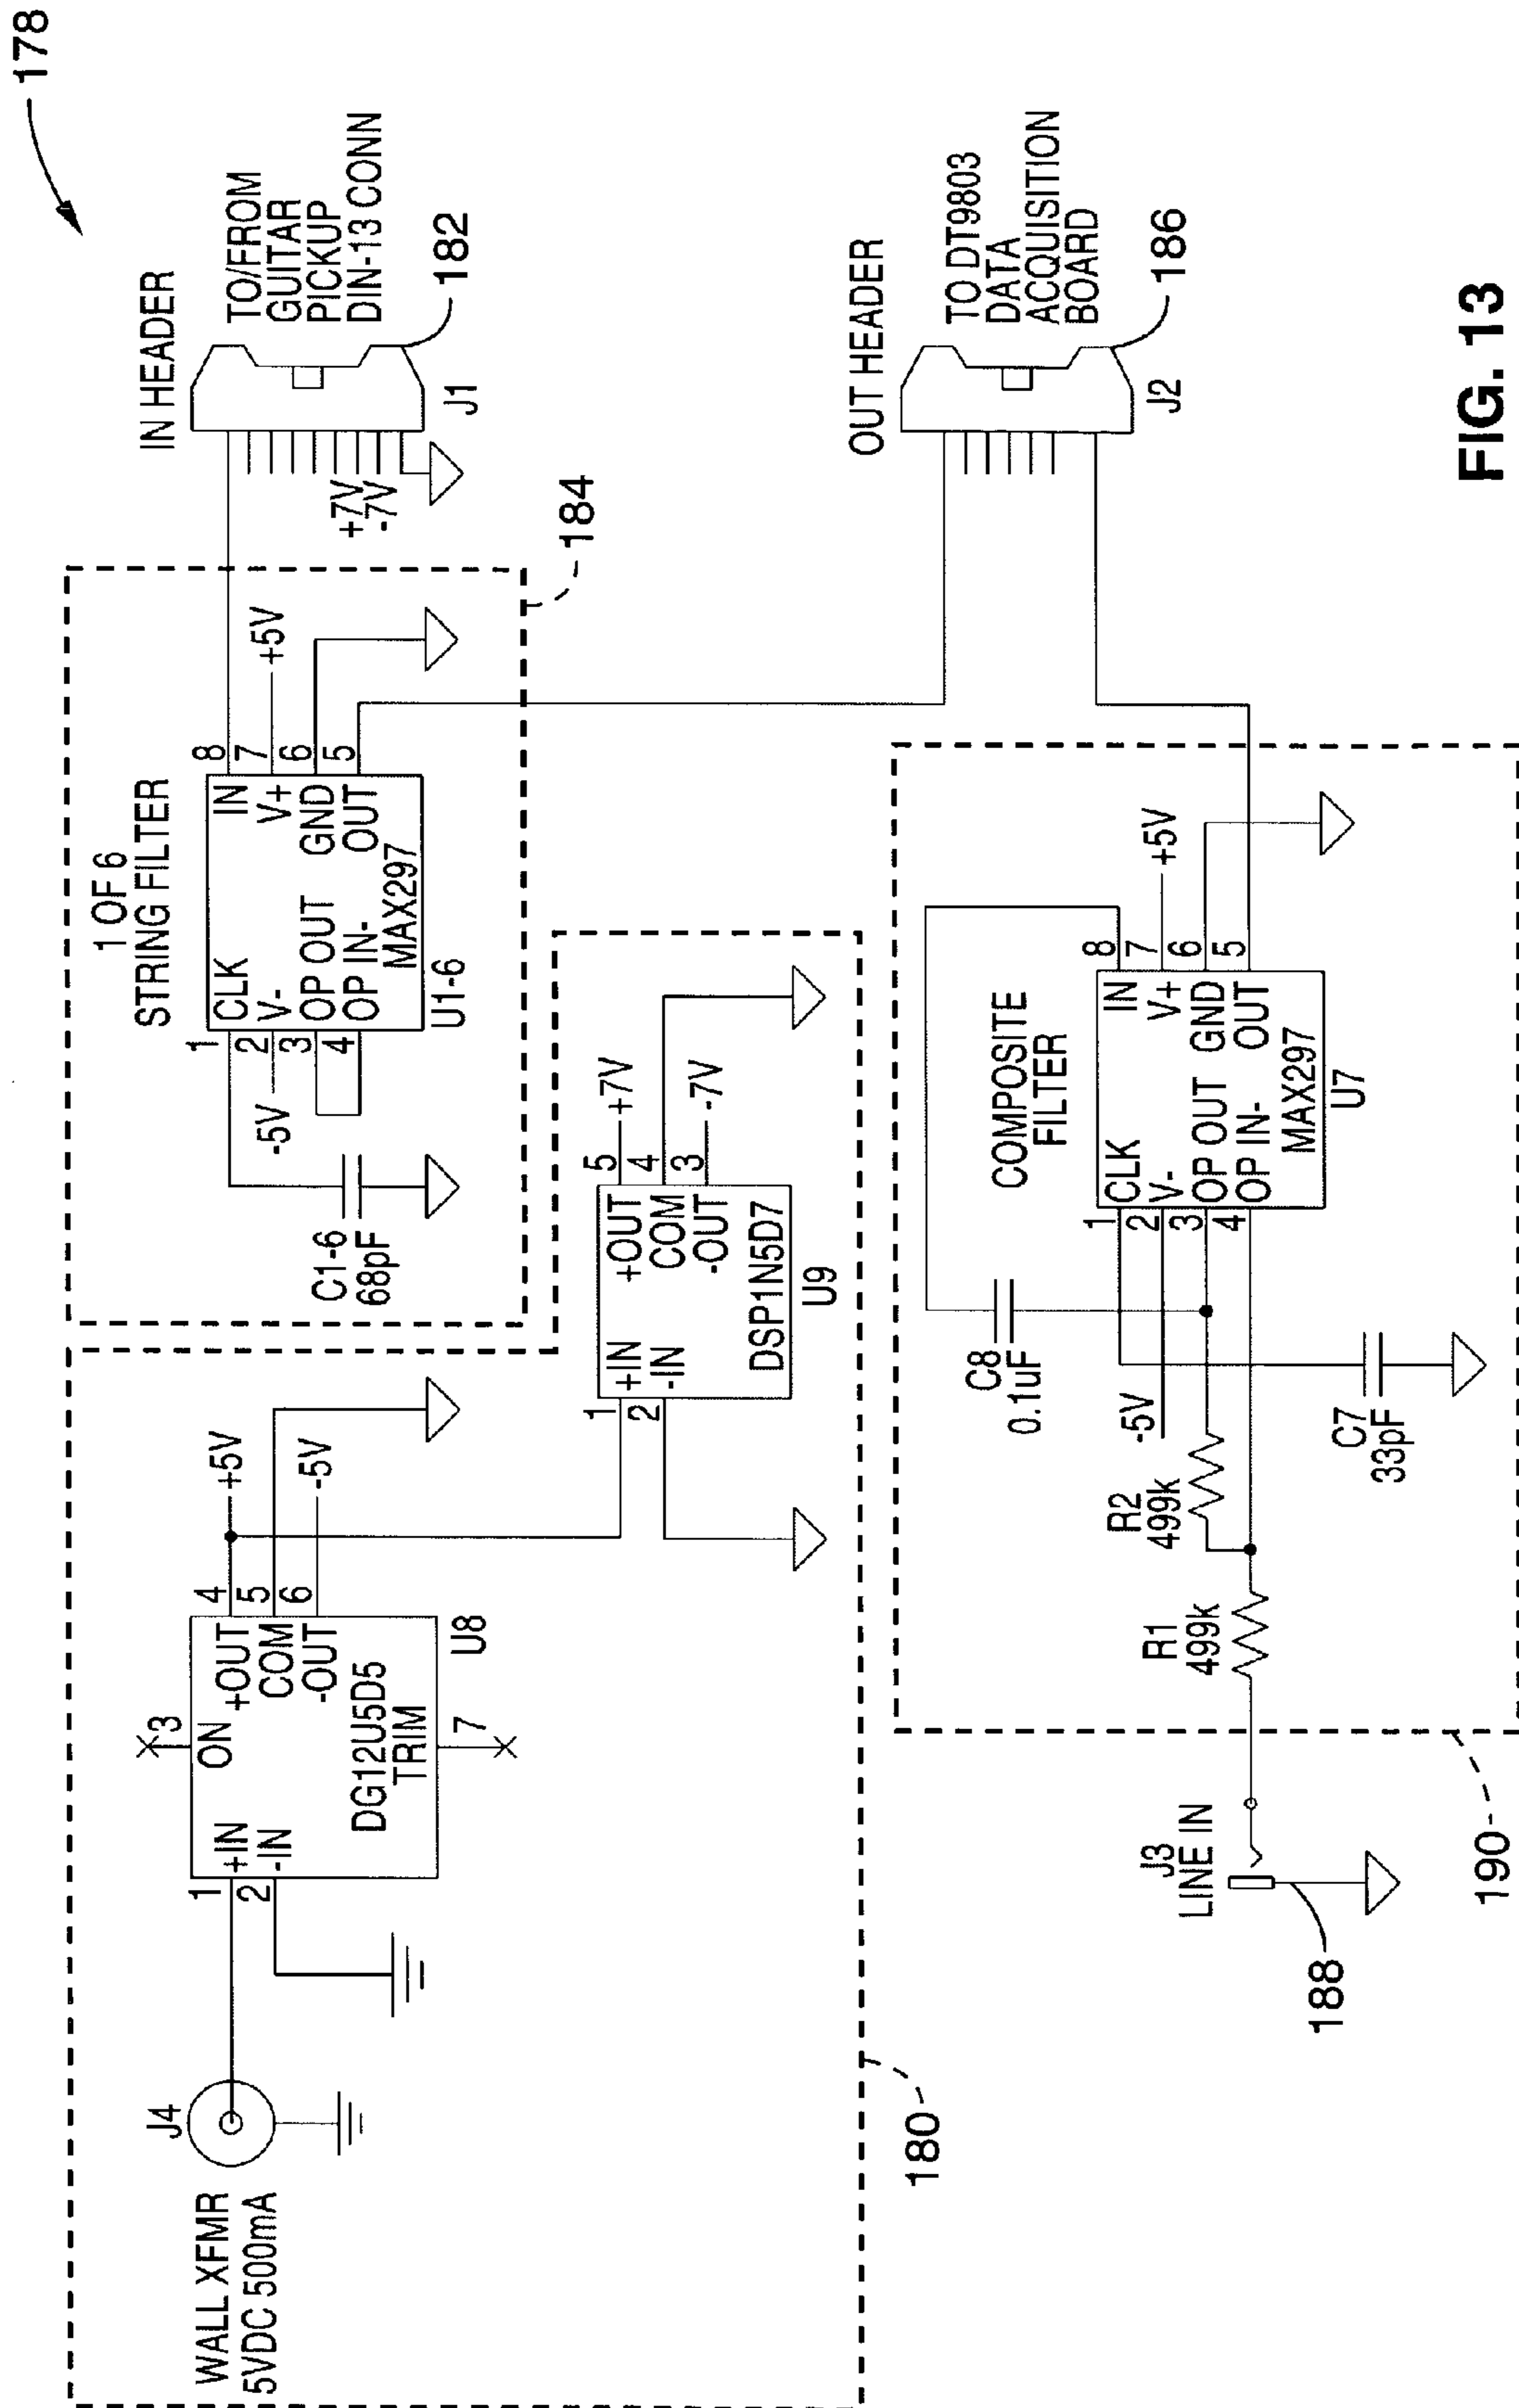 178
WALL XFMR
5VDC 500mA
J4
1
2
+IN
-IN
3
ON
DG12U5D5
TRIM
7
+OUT
COM
-OUT
4
5
6
U8
+5V
-5V
1
2
+IN
-IN
DSP1N5D7
U9
+OUT
COM
-OUT
5
4
3
+7V
-7V
180
1 OF 6
STRING FILTER
C1-6
68pF
-5V
1
2
3
4
CLK
V-
OP OUT
OP IN-
IN
V+
GND
OUT
MAX297
U1-6
8
7
6
5
+5V
184
IN HEADER
+7V
-7V
J1
TO/FROM
GUITAR
PICKUP
DIN-13 CONN
182
OUT HEADER
J2
TO DT9803
DATA
ACQUISITION
BOARD
186
J3
LINE IN
188
R1
499k
R2
499k
-5V
C8
0.1uF
C7
33pF
COMPOSITE
FILTER
1
2
3
4
CLK
V-
OP OUT
OP IN-
IN
V+
GND
OUT
MAX297
U7
8
7
6
5
+5V
190
FIG. 13